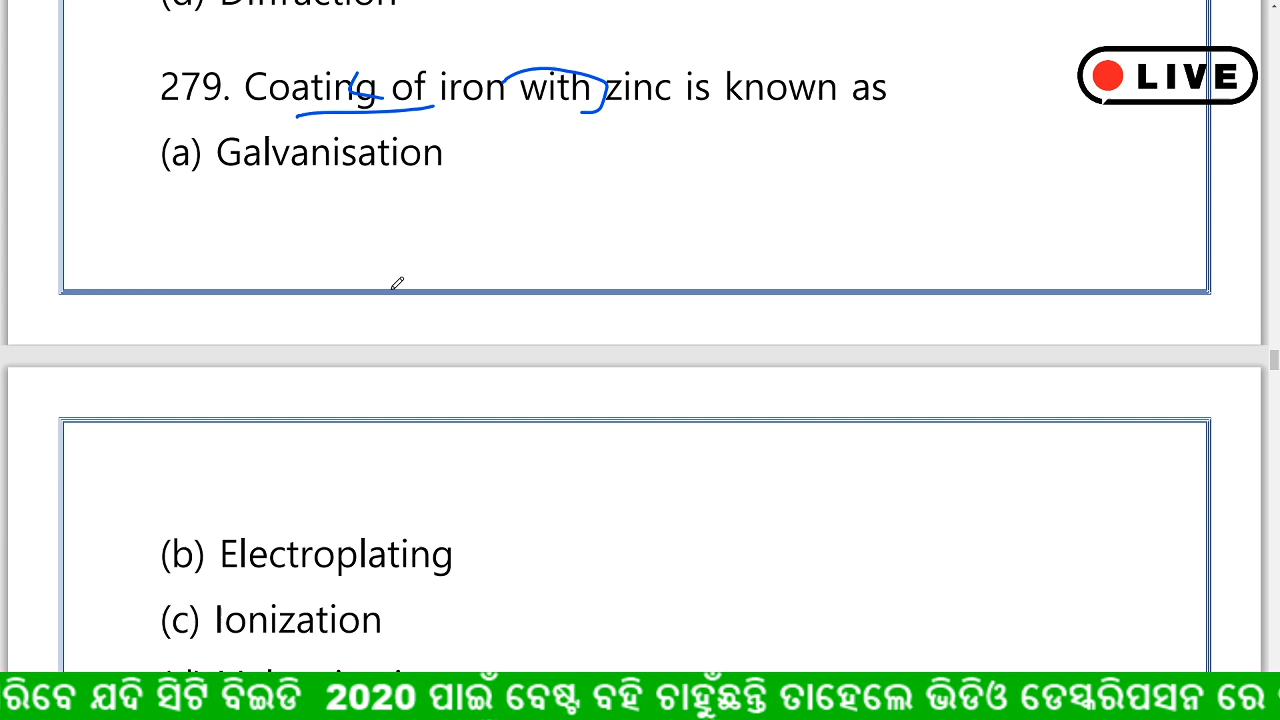 (d) Diffraction
279. Coating of iron with zinc is known as
LIVE
(a) Galvanisation
(b) Electroplating
(c) Ionization
ରିବେ ଯଦି ସିଟି ବିଇଡି 2020 ପାଇଁ ବେଷ୍ଟ ବହି ଚାହୁଁଛନ୍ତି ତାହେଲେ ଭିଡିଓ ଡେସ୍କରିପସନ ରେ